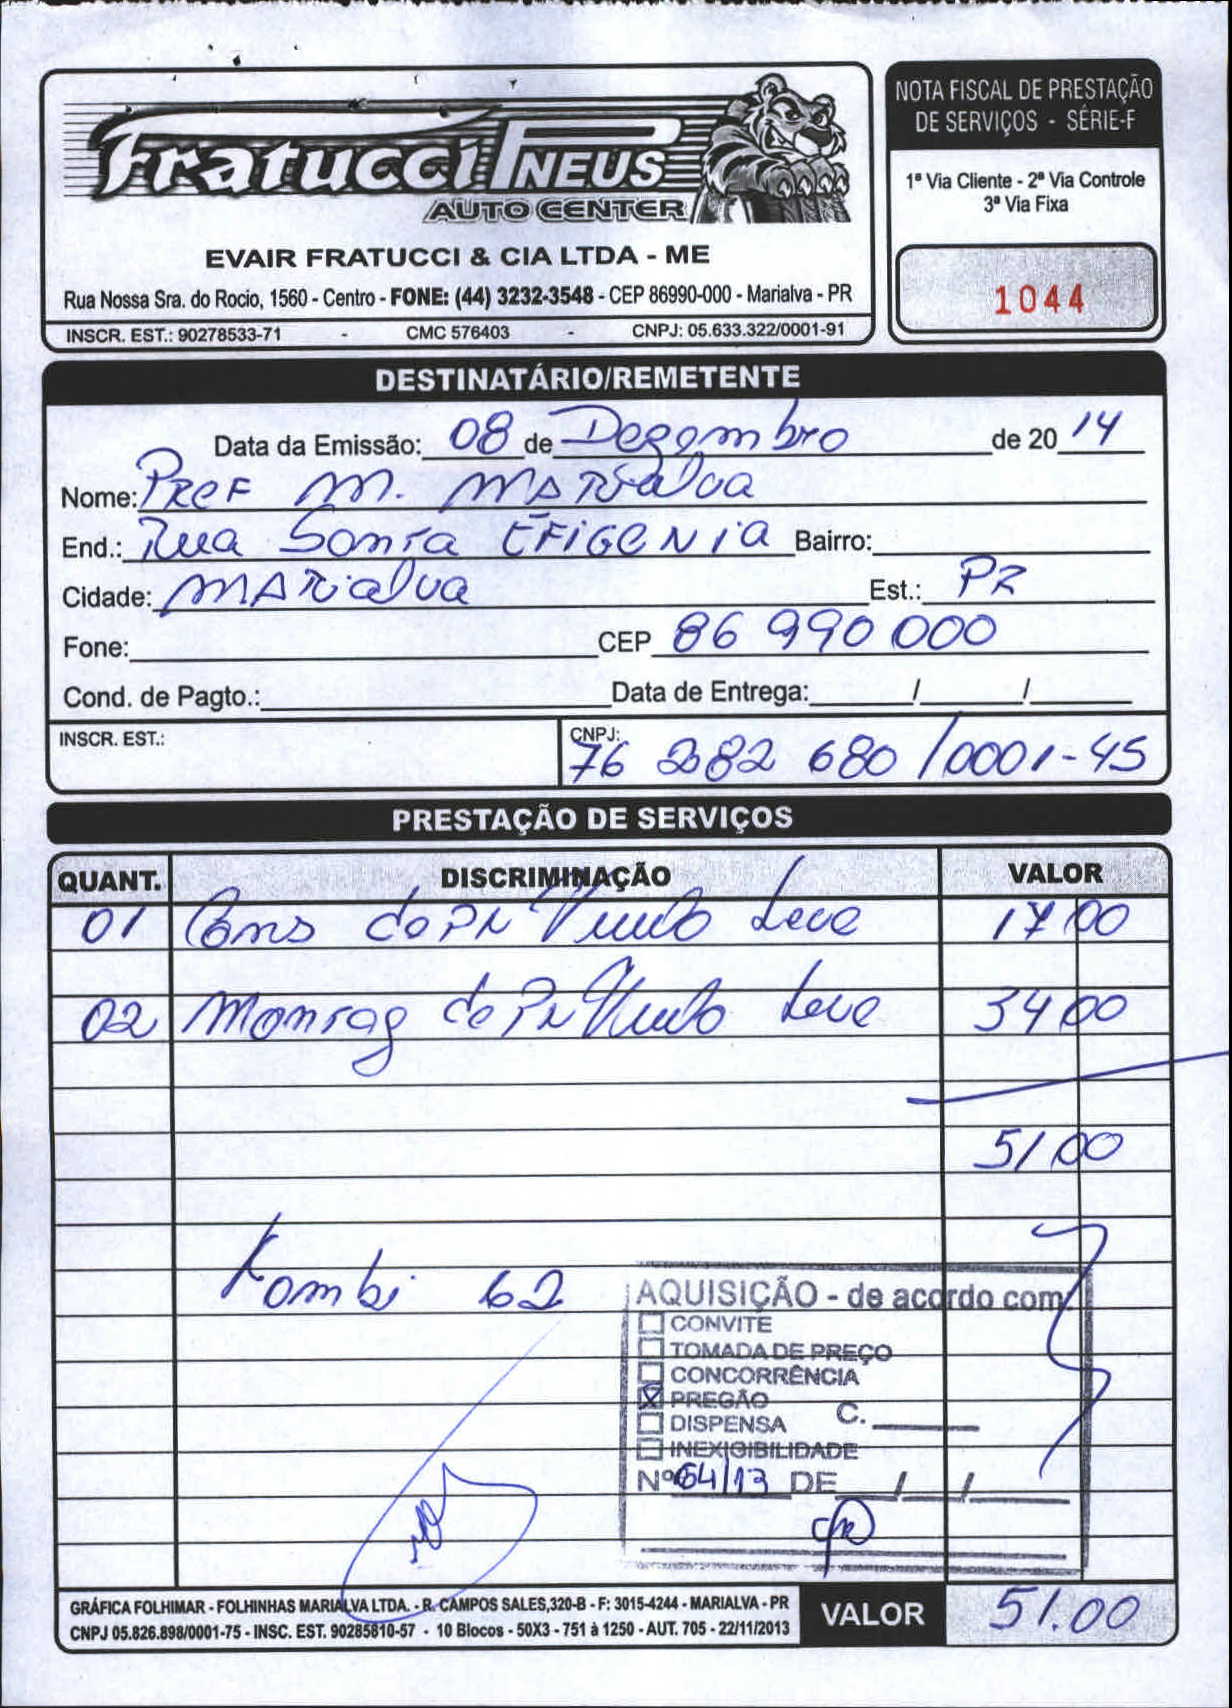 Fratucci PNEUS
AUTO CENTER
EVAIR FRATUCCI & CIA LTDA - ME
Rua Nossa Sra. do Rocio, 1560 - Centro - FONE: (44) 3232-3548 - CEP 86990-000 - Marialva - PR
INSCR. EST.: 90278533-71 - CMC 576403 - CNPJ: 05.633.322/0001-91
NOTA FISCAL DE PRESTAÇÃO
DE SERVIÇOS - SÉRIE-F
1ª Via Cliente - 2ª Via Controle
3ª Via Fixa
1044
DESTINATÁRIO/REMETENTE
Data da Emissão: 08 de Dezembro de 20 14
Nome: PREF M. MARIALVA
End.: Rua Santa EFIGENIA Bairro:
Cidade: MARIALVA Est.: PR
Fone: CEP 86 990 000
Cond. de Pagto.: Data de Entrega: / /
INSCR. EST.: CNPJ: 76 282 680/0001-45
PRESTAÇÃO DE SERVIÇOS
QUANT. DISCRIMINAÇÃO VALOR
01 Cons de Pn Leve 17,00
02 Montag de Pn Leve 34,00
51,00
Kombi 62
AQUISIÇÃO - de acordo com:
CONVITE
TOMADA DE PREÇO
CONCORRÊNCIA
PREGÃO
DISPENSA C.
INEXIGIBILIDADE
Nº 64/13 DE / /
GRÁFICA FOLHIMAR - FOLHINHAS MARIALVA LTDA. - R. CAMPOS SALES,320-B - F: 3015-4244 - MARIALVA - PR
CNPJ 05.826.898/0001-75 - INSC. EST. 90285810-57 - 10 Blocos - 50X3 - 751 à 1250 - AUT. 705 - 22/11/2013
VALOR 51.00